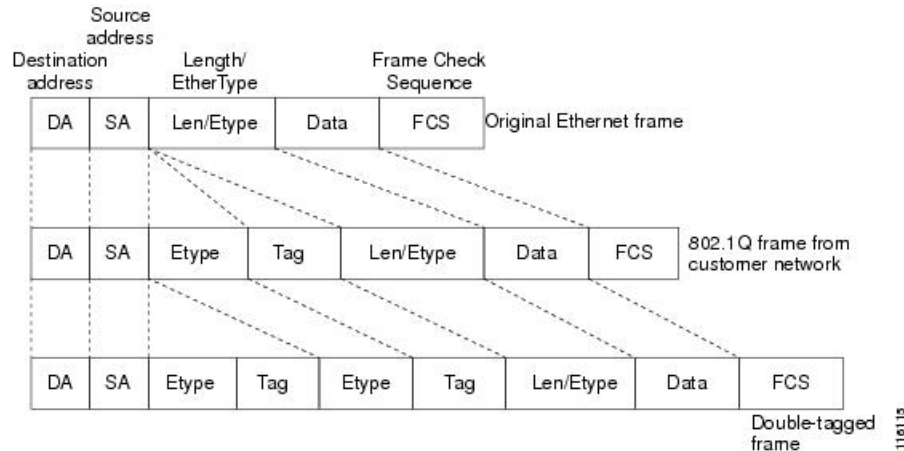 Source
address
Destination
address
Length/
EtherType
Frame Check
Sequence
DA SA Len/Etype Data FCS Original Ethernet frame
DA SA Etype Tag Len/Etype Data FCS 802.1Q frame from
customer network
DA SA Etype Tag Etype Tag Len/Etype Data FCS
Double-tagged
frame
116115